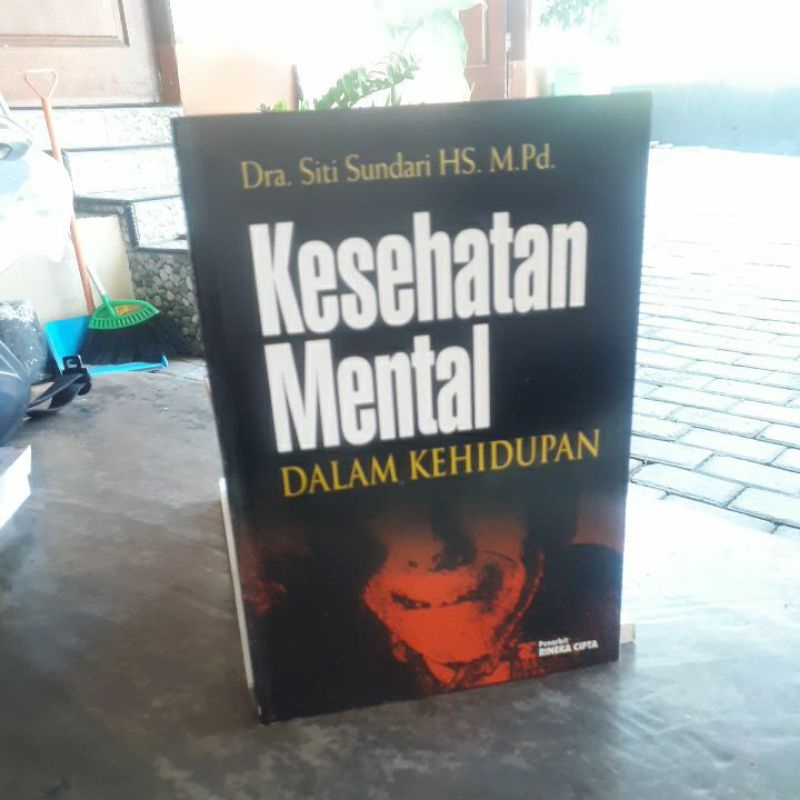 Dra. Siti Sundari HS. M.Pd.
Kesehatan
Mental
DALAM KEHIDUPAN
Penerbit
RINEKA CIPTA